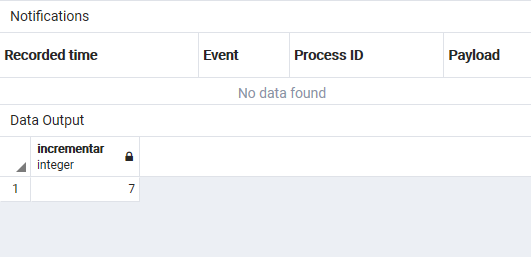 Notifications
Recorded time Event Process ID Payload
No data found
Data Output
incrementar
integer
1 7